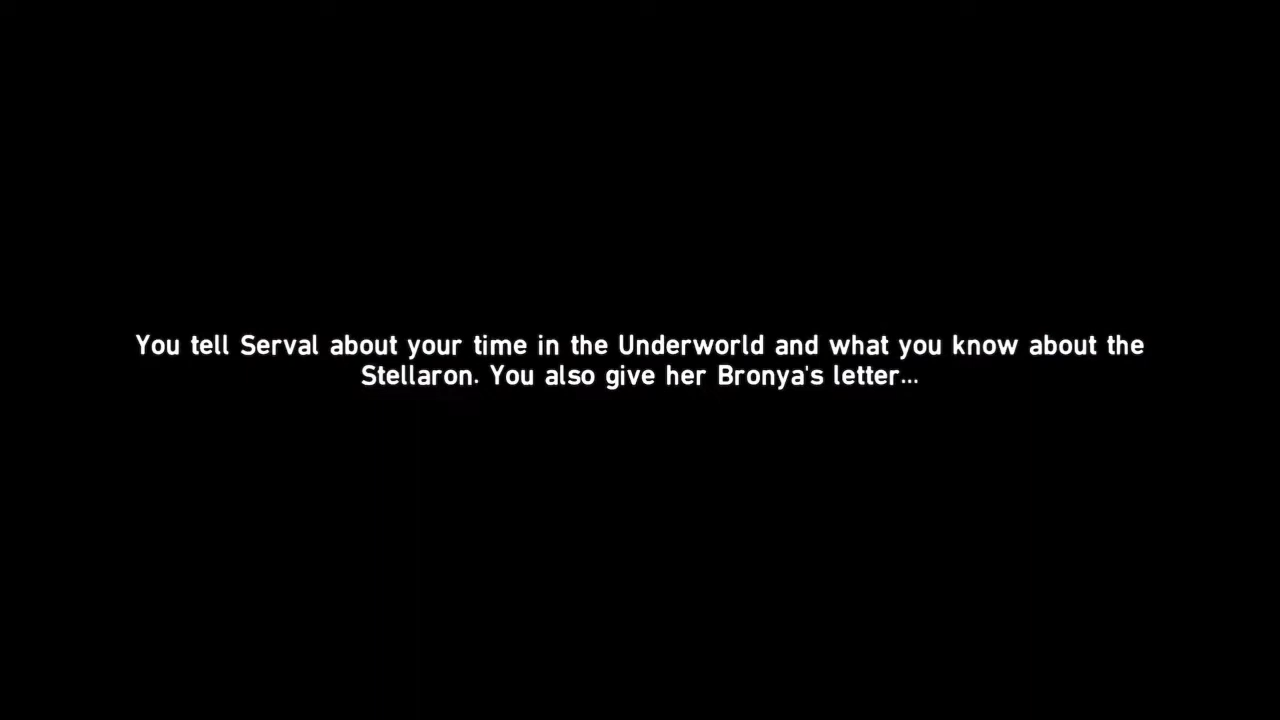 You tell Serval about your time in the Underworld and what you know about the
Stellaron. You also give her Bronya's letter...